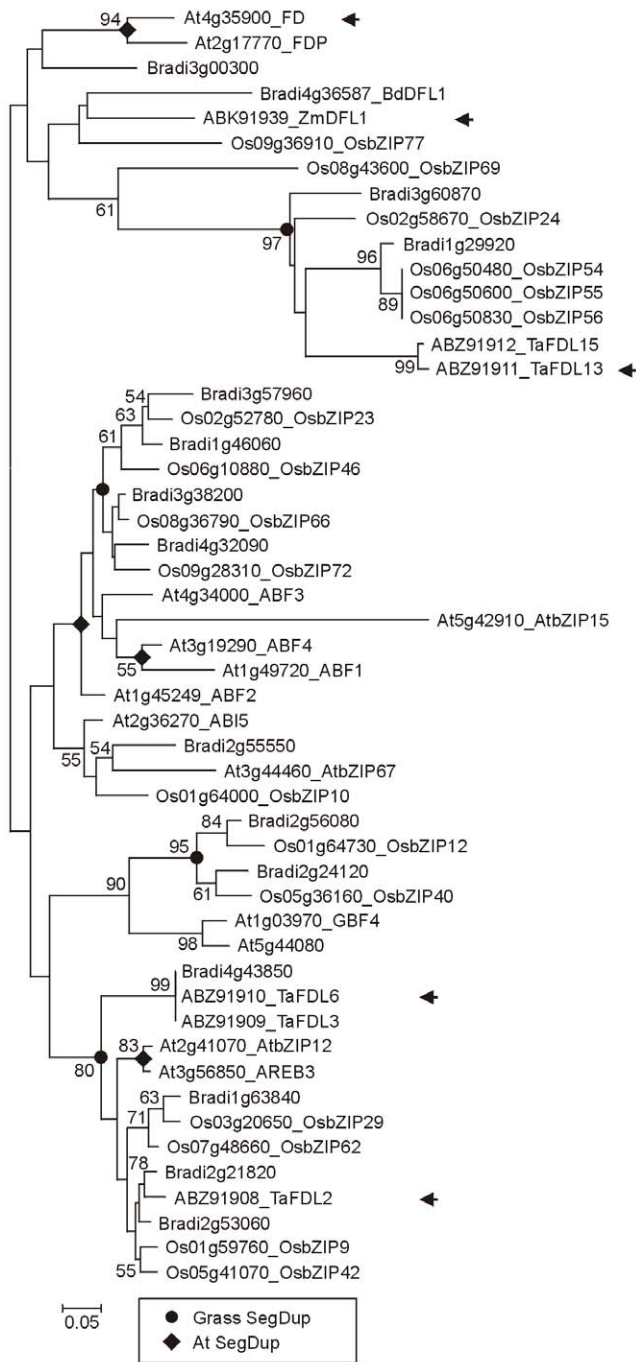 94
At4g35900_FD
At2g17770_FDP
Bradi3g00300
Bradi4g36587_BdDFL1
ABK91939_ZmDFL1
Os09g36910_OsbZIP77
Os08g43600_OsbZIP69
61
Bradi3g60870
97
Os02g58670_OsbZIP24
Bradi1g29920
96
Os06g50480_OsbZIP54
89
Os06g50600_OsbZIP55
Os06g50830_OsbZIP56
ABZ91912_TaFDL15
99
ABZ91911_TaFDL13
54
Bradi3g57960
63
Os02g52780_OsbZIP23
61
Bradi1g46060
Os06g10880_OsbZIP46
Bradi3g38200
Os08g36790_OsbZIP66
Bradi4g32090
Os09g28310_OsbZIP72
At4g34000_ABF3
At5g42910_AtbZIP15
At3g19290_ABF4
55
At1g49720_ABF1
At1g45249_ABF2
At2g36270_ABI5
55
54
Bradi2g55550
At3g44460_AtbZIP67
Os01g64000_OsbZIP10
84
Bradi2g56080
95
Os01g64730_OsbZIP12
90
Bradi2g24120
61
Os05g36160_OsbZIP40
At1g03970_GBF4
98
At5g44080
Bradi4g43850
99
ABZ91910_TaFDL6
ABZ91909_TaFDL3
83
At2g41070_AtbZIP12
80
At3g56850_AREB3
63
Bradi1g63840
71
Os03g20650_OsbZIP29
Os07g48660_OsbZIP62
78
Bradi2g21820
ABZ91908_TaFDL2
Bradi2g53060
Os01g59760_OsbZIP9
55
Os05g41070_OsbZIP42
0.05
Grass SegDup
At SegDup